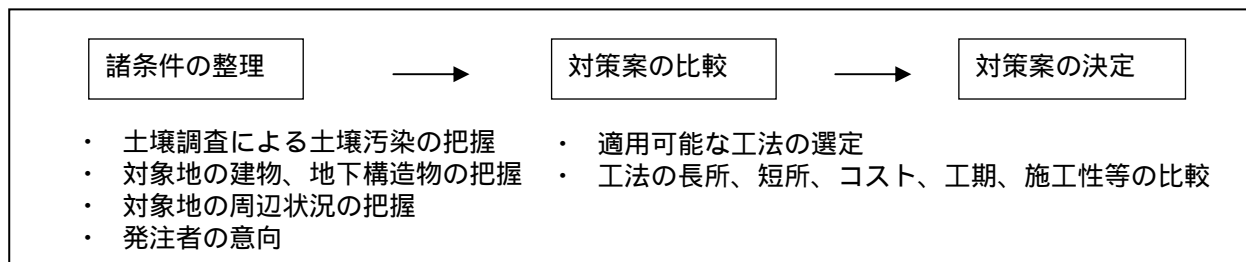 諸条件の整理
対策案の比較
対策案の決定
・ 土壌調査による土壌汚染の把握
・ 対象地の建物、地下構造物の把握
・ 対象地の周辺状況の把握
・ 発注者の意向
・ 適用可能な工法の選定
・ 工法の長所、短所、コスト、工期、施工性等の比較